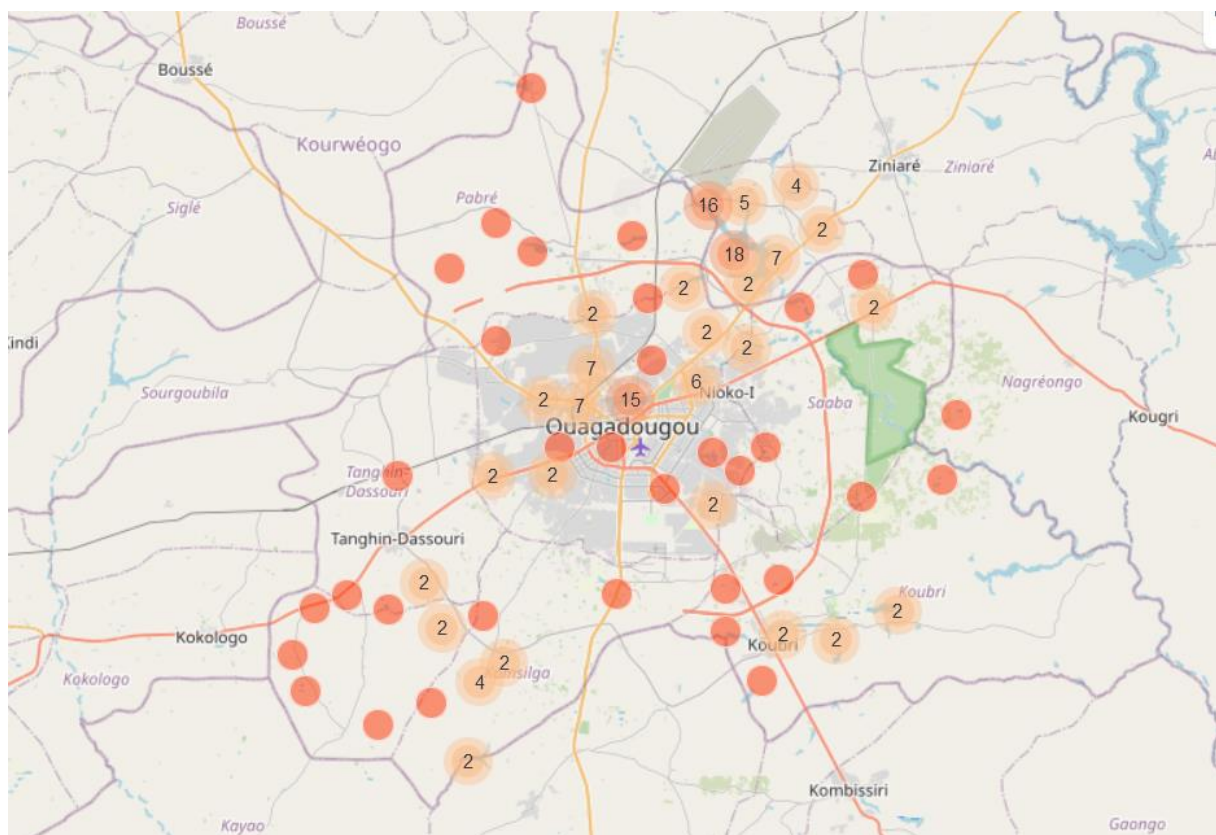 Boussé
Boussé
Kourwéogo
Ziniaré
Ziniaré
4
Pabré
16
5
Siglé
2
18
7
2
2
2
2
2
2
7
Kindi
6
Nioko-I
Nagréongo
Sourgoubila
2
7
15
Saaba
Kougri
Ouagadougou
Tanghin-
Dassouri
2
2
2
Tanghin-Dassouri
2
Koubri
2
Kokologo
2
2
2
Koubri
2
Kokologo
4
2
Kombissiri
Kayao
Gaongo